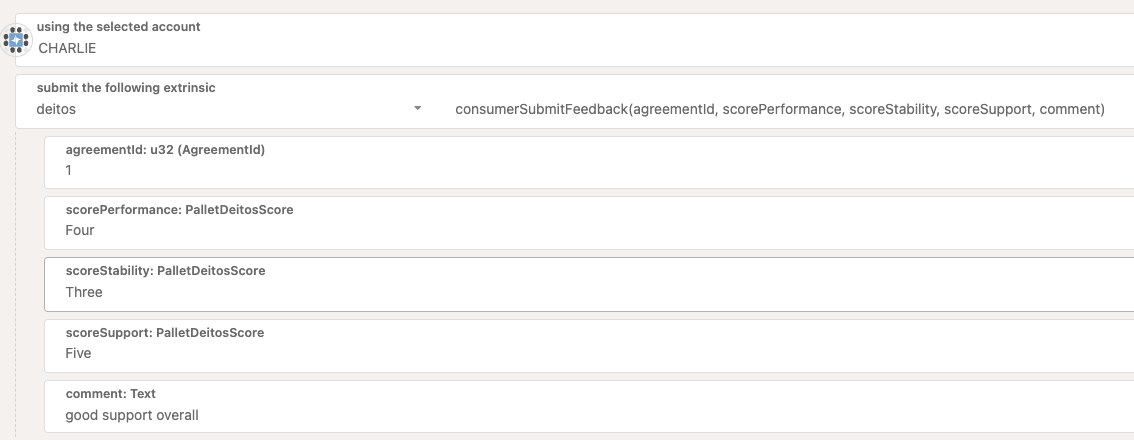 using the selected account
CHARLIE
submit the following extrinsic
deitos
consumerSubmitFeedback(agreementId, scorePerformance, scoreStability, scoreSupport, comment)
agreementId: u32 (AgreementId)
1
scorePerformance: PalletDeitosScore
Four
scoreStability: PalletDeitosScore
Three
scoreSupport: PalletDeitosScore
Five
comment: Text
good support overall